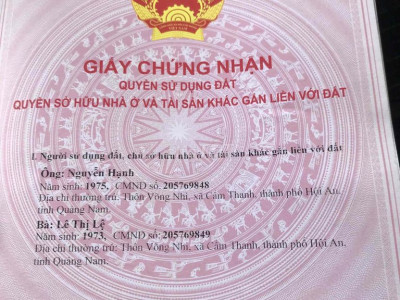 VIỆT NAM
GIẤY CHỨNG NHẬN
QUYỀN SỬ DỤNG ĐẤT
QUYỀN SỞ HỮU NHÀ Ở VÀ TÀI SẢN KHÁC GẮN LIỀN VỚI ĐẤT
I. Người sử dụng đất, chủ sở hữu nhà ở và tài sản khác gắn liền với đất
Ông: Nguyễn Hạnh
Năm sinh: 1975, CMND số: 205769848
Địa chỉ thường trú: Thôn Võng Nhi, xã Cẩm Thanh, thành phố Hội An,
tỉnh Quảng Nam.
Bà: Lê Thị Lệ
Năm sinh: 1973, CMND số: 205769849
Địa chỉ thường trú: Thôn Võng Nhi, xã Cẩm Thanh, thành phố Hội An,
tỉnh Quảng Nam.